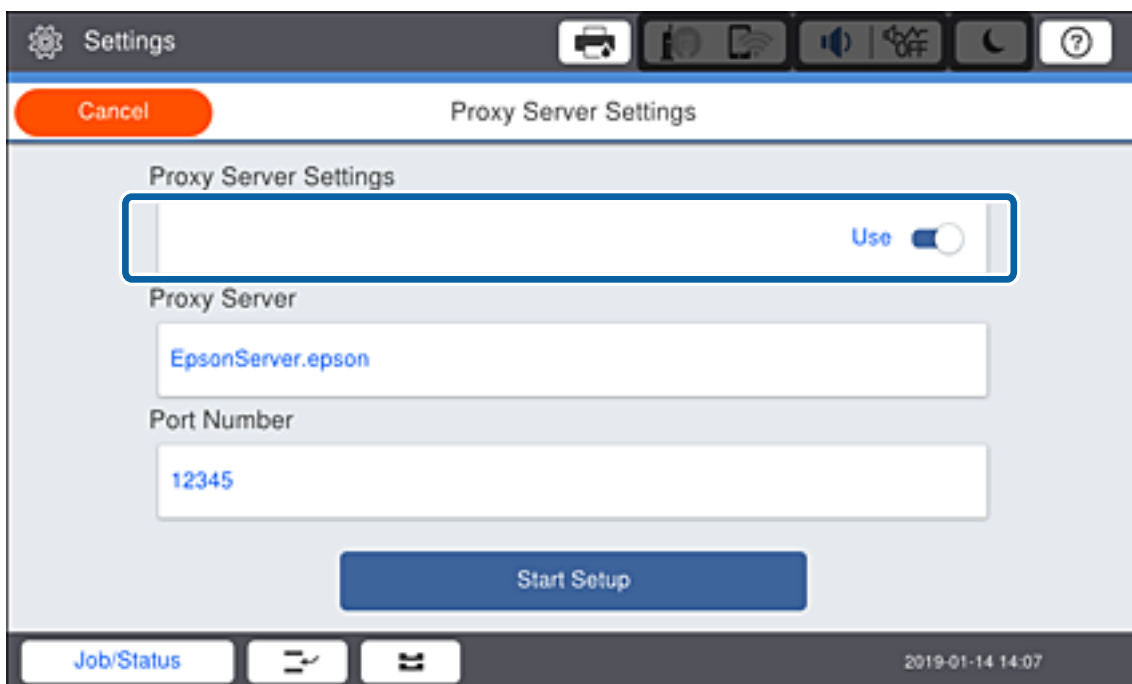 Settings
OFF
Cancel
Proxy Server Settings
Proxy Server Settings
Use
Proxy Server
EpsonServer.epson
Port Number
12345
Start Setup
Job/Status
2019-01-14 14:07